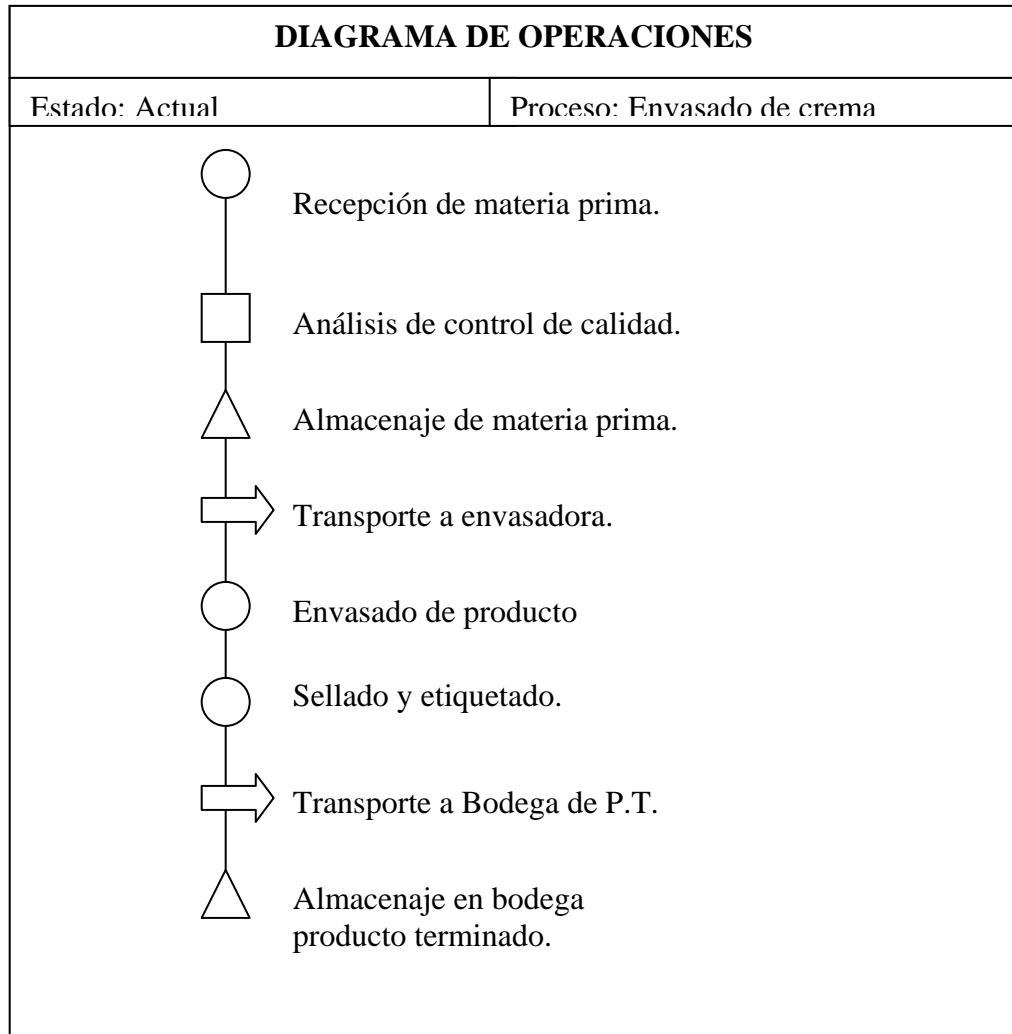 DIAGRAMA DE OPERACIONES
Estado: Actual
Proceso: Envasado de crema
Recepción de materia prima.
Análisis de control de calidad.
Almacenaje de materia prima.
Transporte a envasadora.
Envasado de producto
Sellado y etiquetado.
Transporte a Bodega de P.T.
Almacenaje en bodega
producto terminado.